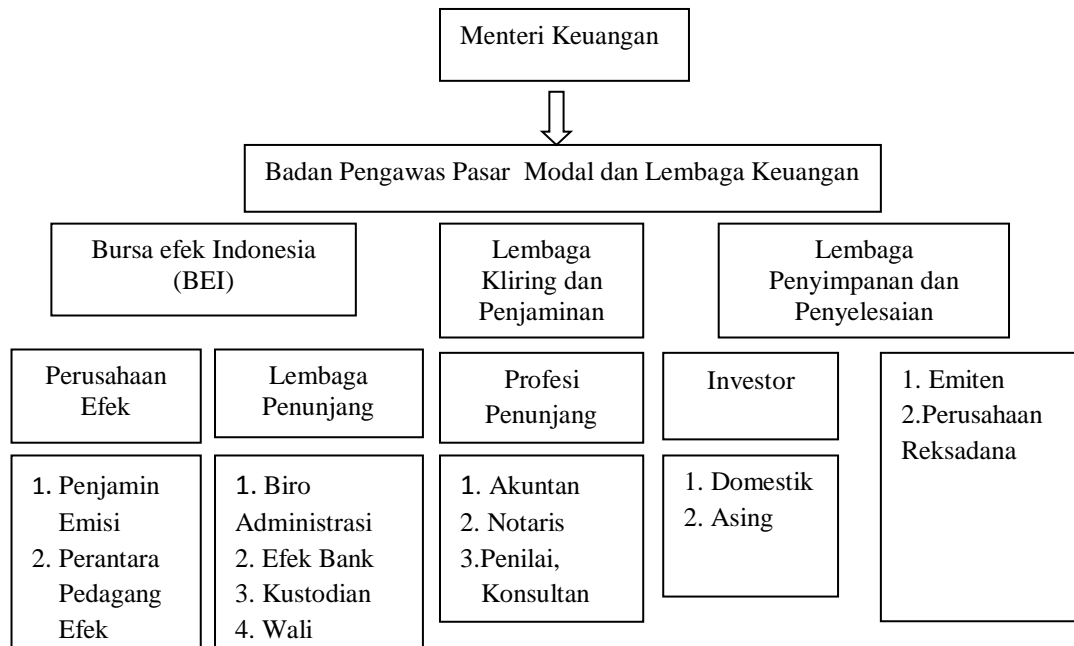 Menteri Keuangan
Badan Pengawas Pasar Modal dan Lembaga Keuangan
Bursa efek Indonesia
(BEI)
Lembaga
Kliring dan
Penjaminan
Lembaga
Penyimpanan dan
Penyelesaian
Perusahaan
Efek
Lembaga
Penunjang
Profesi
Penunjang
Investor
1. Emiten
2.Perusahaan
Reksadana
1. Penjamin
Emisi
2. Perantara
Pedagang
Efek
1. Biro
Administrasi
2. Efek Bank
3. Kustodian
4. Wali
1. Akuntan
2. Notaris
3.Penilai,
Konsultan
1. Domestik
2. Asing